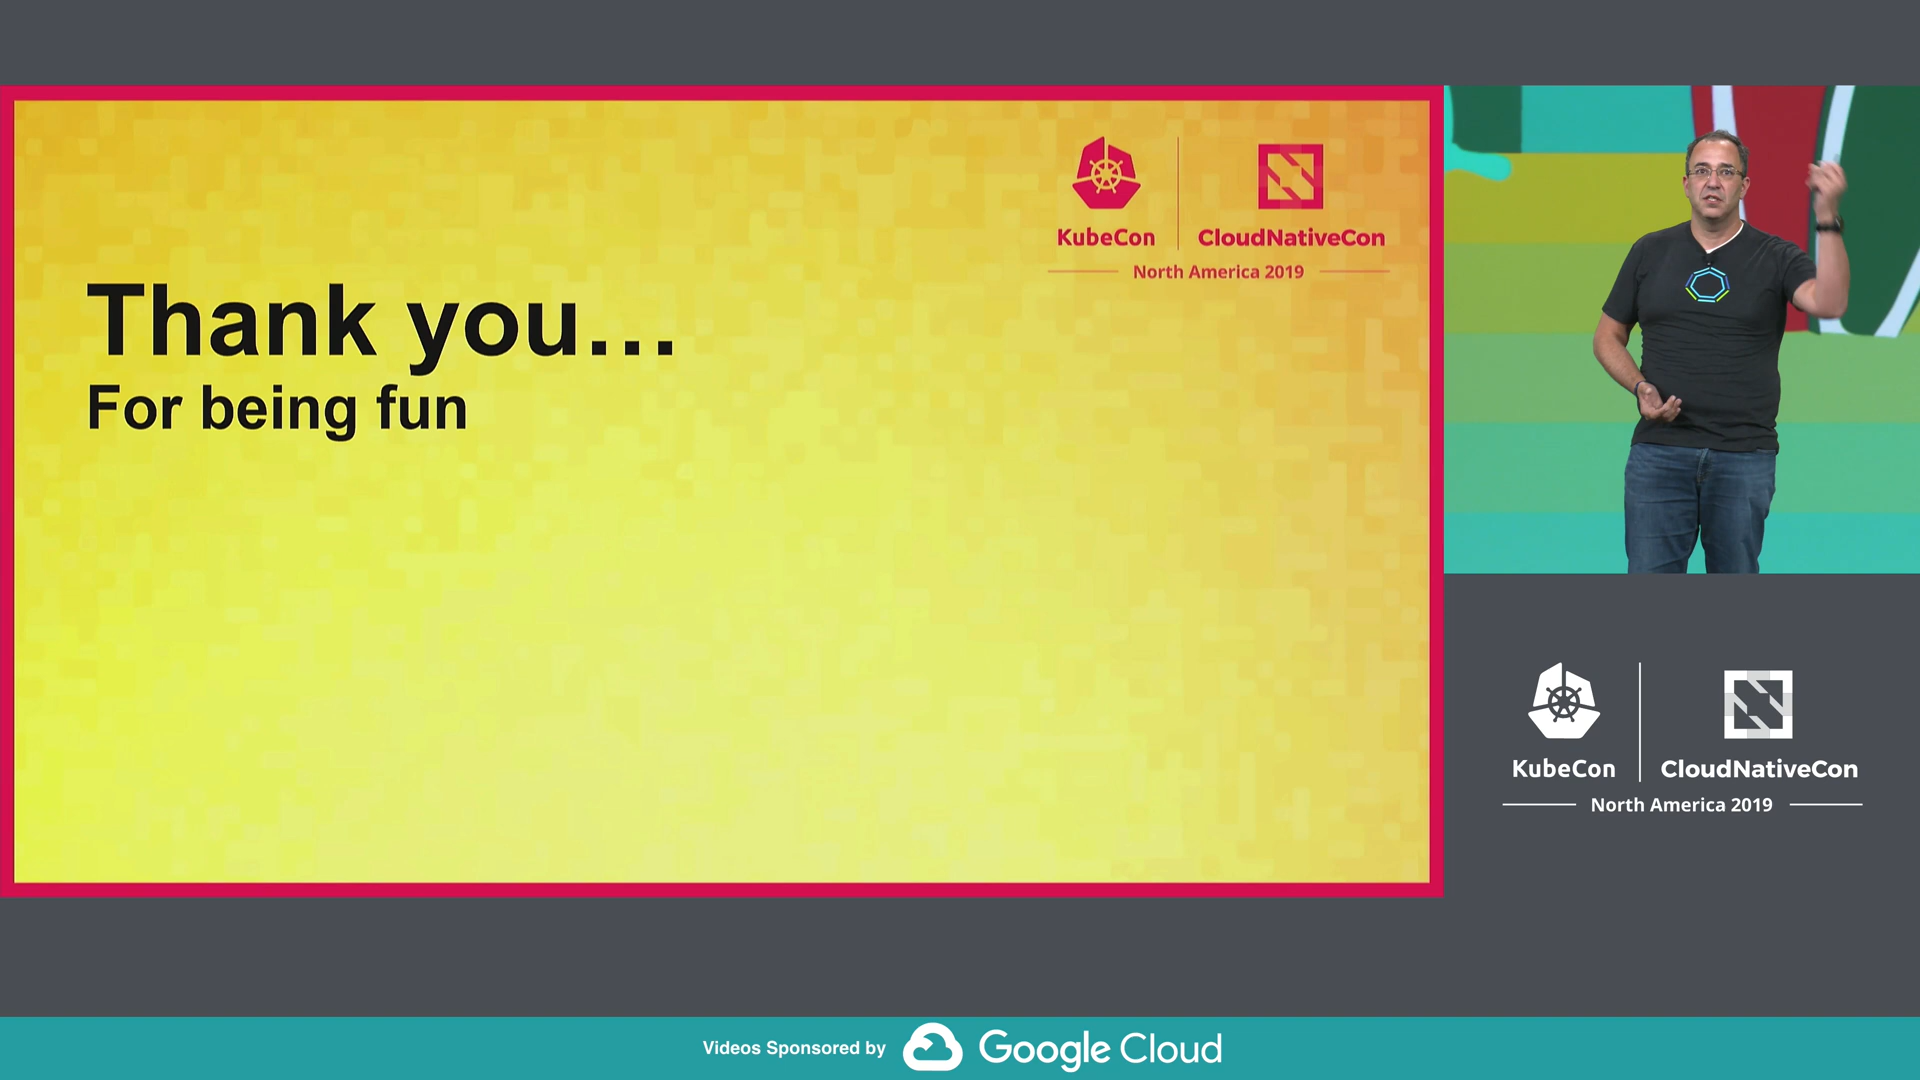 Thank you...
For being fun
KubeCon
CloudNativeCon
North America 2019
KubeCon
CloudNativeCon
North America 2019
Videos Sponsored by
Google Cloud